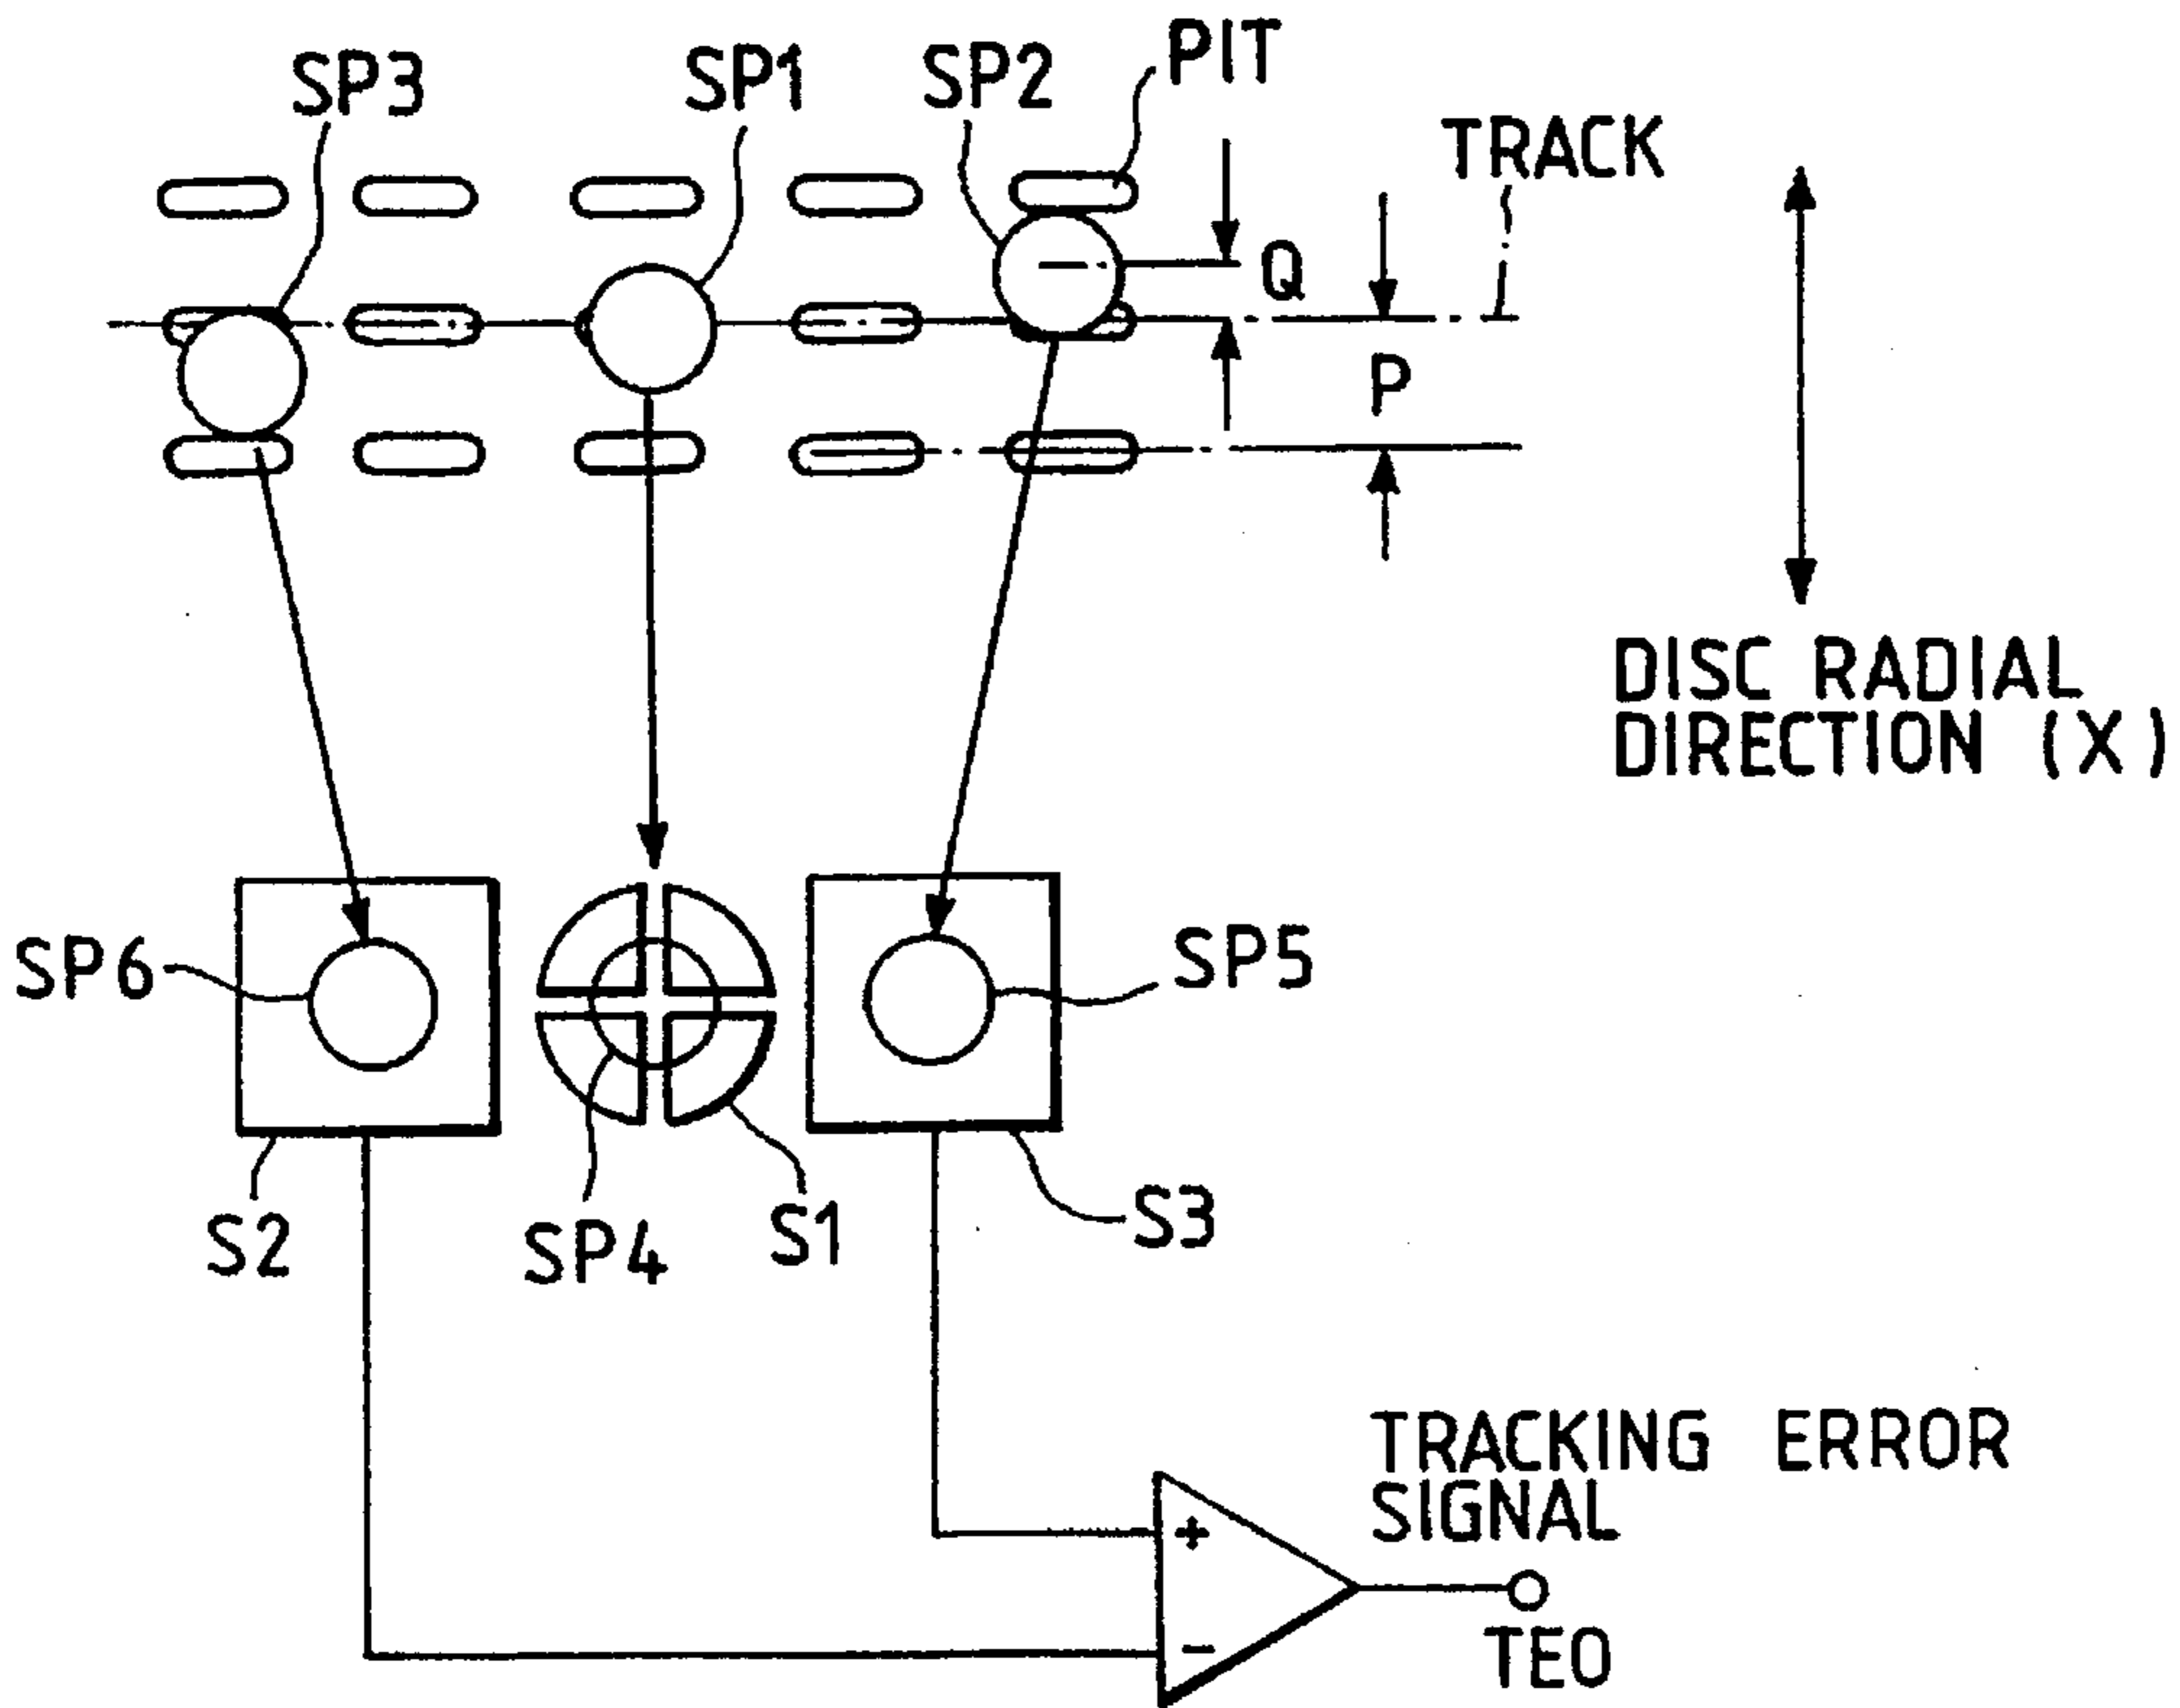 SP3
SP1
SP2
PIT
TRACK
Q
P
DISC RADIAL
DIRECTION (X)
SP6
SP5
S2
SP4
S1
S3
TRACKING ERROR
SIGNAL
+
-
TEO